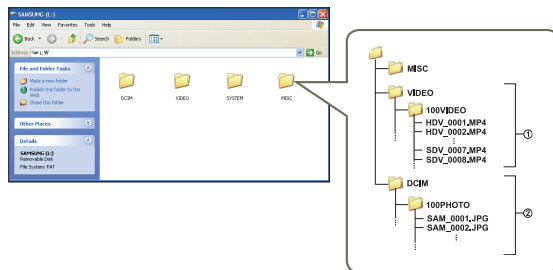 SAMSUNG (L:)
File Edit View Favorites Tools Help
Back Search Folders
Address L:\ Go
File and Folder Tasks
Make a new folder
Publish this folder to the Web
Share this folder
Other Places
Details
SAMSUNG (L:)
Removable Disk
File System: FAT
DCIM VIDEO SYSTEM MISC
MISC
VIDEO
100VIDEO
HDV_0001.MP4
HDV_0002.MP4
SDV_0007.MP4
SDV_0008.MP4
①
DCIM
100PHOTO
SAM_0001.JPG
SAM_0002.JPG
②